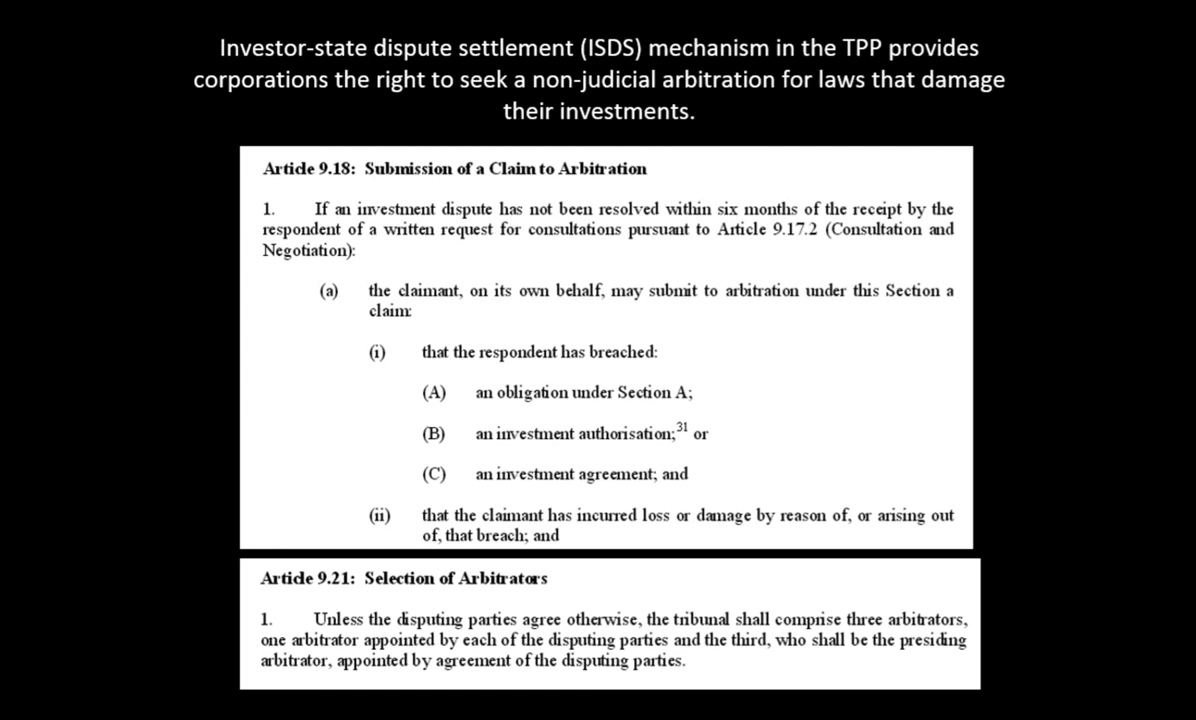 Investor-state dispute settlement (ISDS) mechanism in the TPP provides
corporations the right to seek a non-judicial arbitration for laws that damage
their investments.
Article 9.18: Submission of a Claim to Arbitration
1. If an investment dispute has not been resolved within six months of the receipt by the
respondent of a written request for consultations pursuant to Article 9.17.2 (Consultation and
Negotiation):
(a) the claimant, on its own behalf, may submit to arbitration under this Section a
claim:
(i) that the respondent has breached:
(A) an obligation under Section A;
(B) an investment authorisation;31 or
(C) an investment agreement; and
(ii) that the claimant has incurred loss or damage by reason of, or arising out
of, that breach; and
Article 9.21: Selection of Arbitrators
1. Unless the disputing parties agree otherwise, the tribunal shall comprise three arbitrators,
one arbitrator appointed by each of the disputing parties and the third, who shall be the presiding
arbitrator, appointed by agreement of the disputing parties.